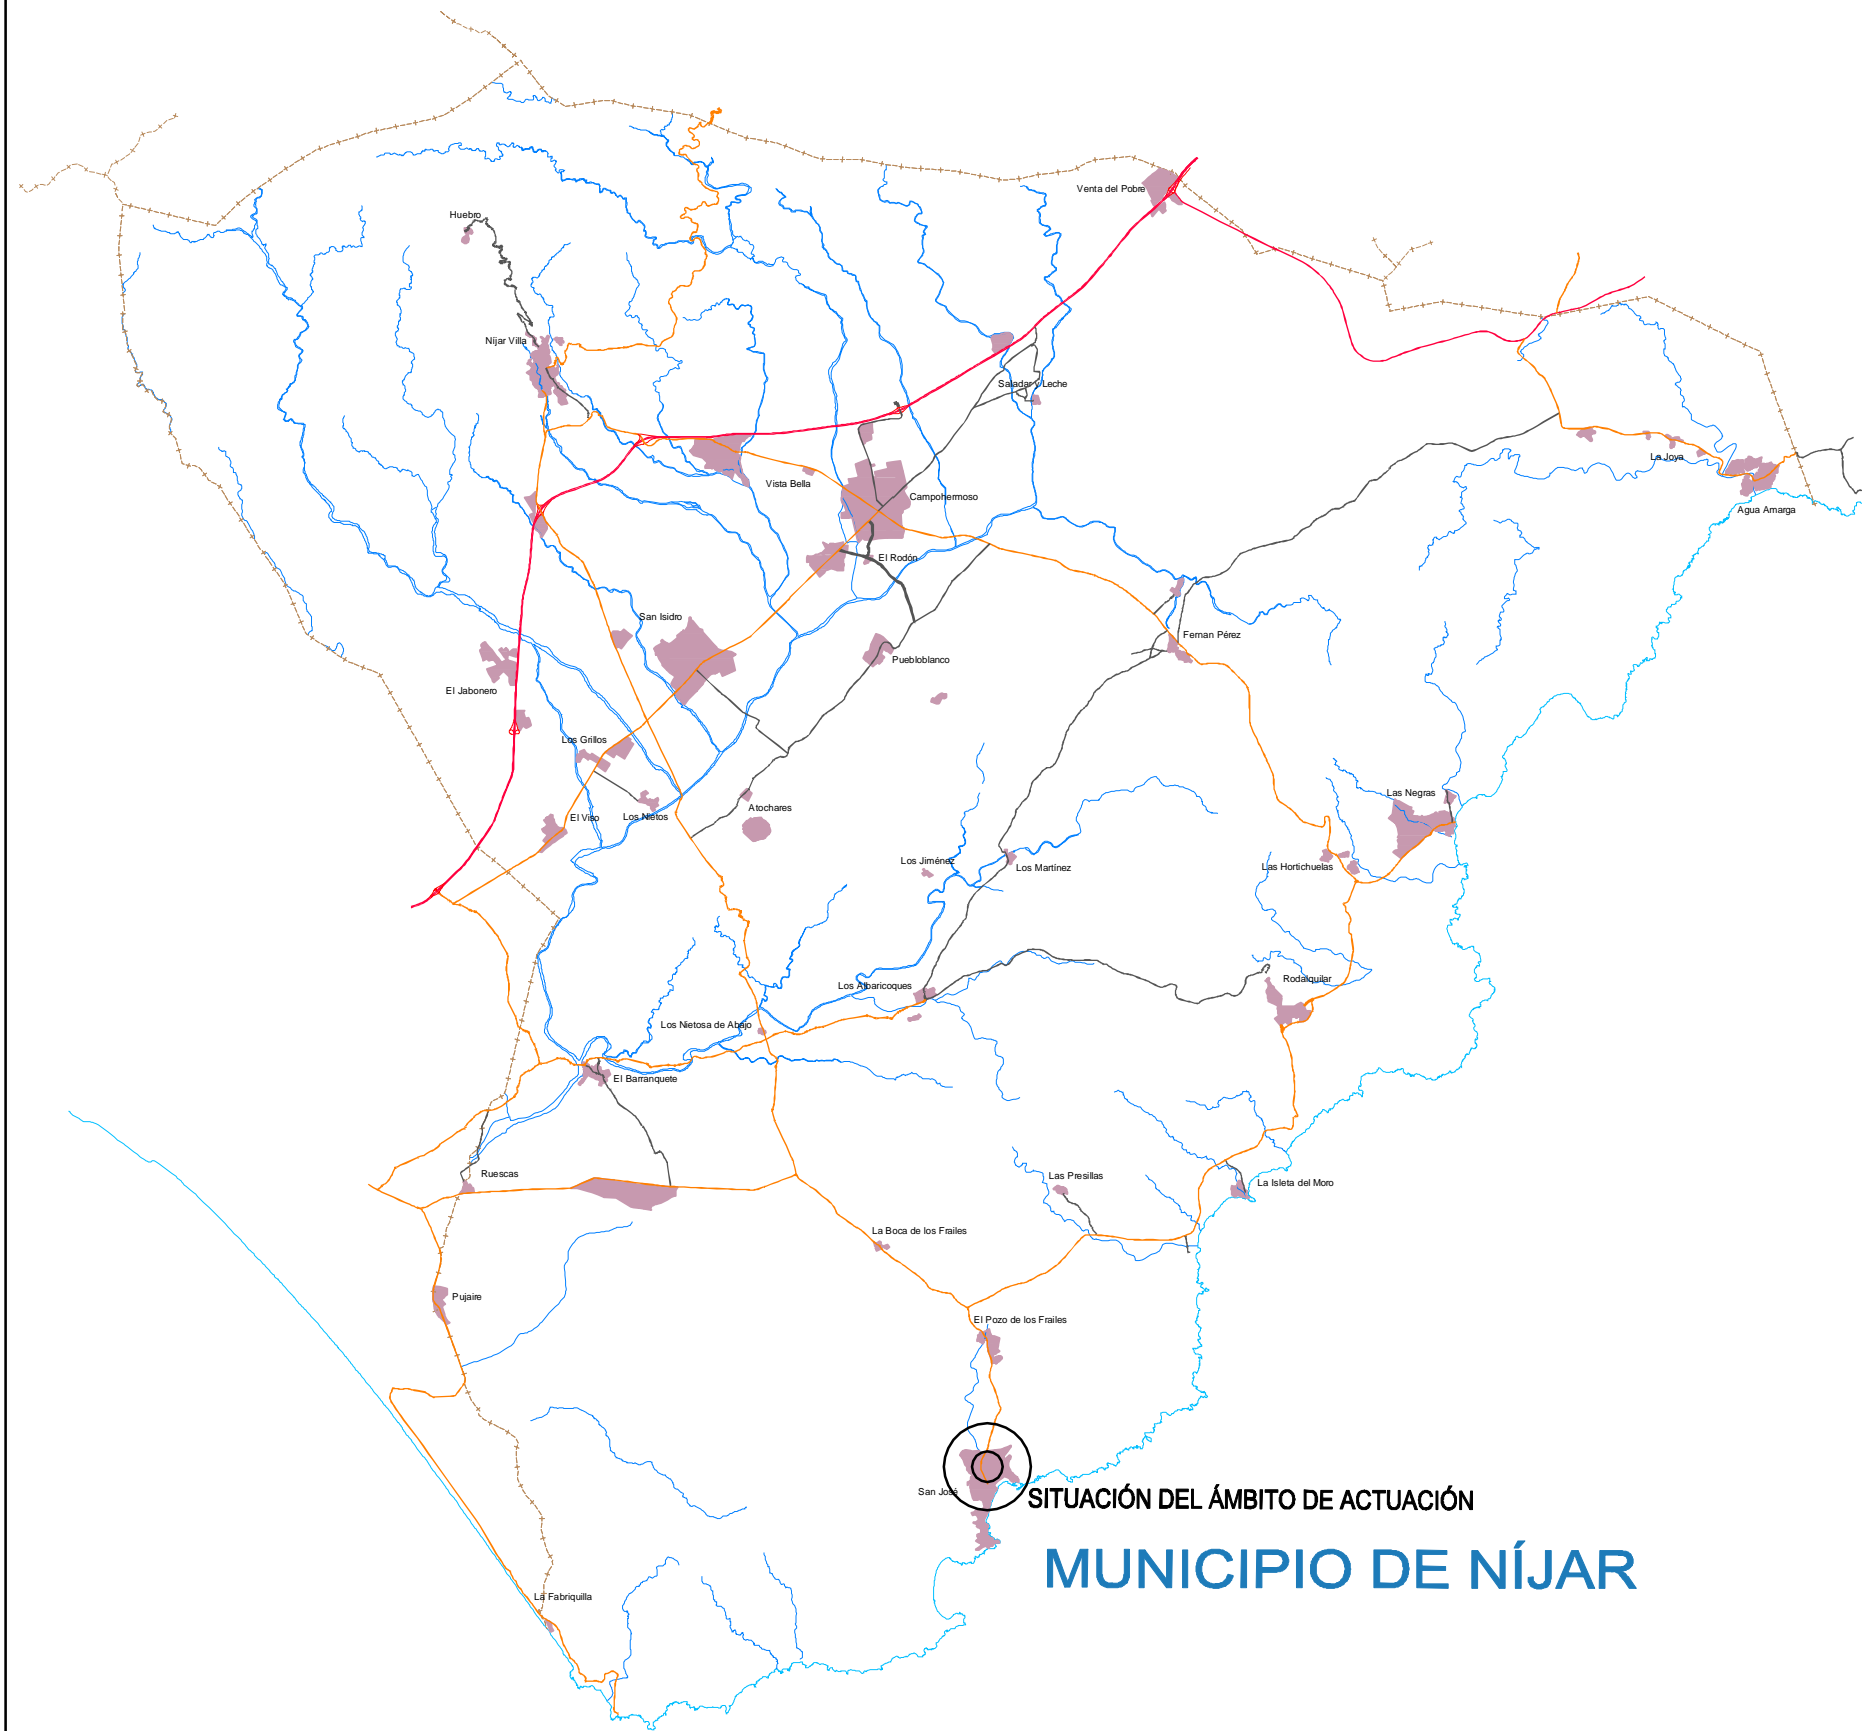 Venta del Pobre
Huebro
Níjar Villa
Saladar y Leche
La Joya
Vista Bella
Campohermoso
Agua Amarga
El Rodón
San Isidro
Fernan Pérez
Puebloblanco
El Jabonero
Los Grillos
Las Negras
Atochares
El Viso
Los Nietos
Los Jiménez
Los Martínez
Las Hortichuelas
Rodalquilar
Los Albaricoques
Los Nietosa de Abajo
El Barranquete
Ruescas
Las Presillas
La Isleta del Moro
La Boca de los Frailes
Pujaire
El Pozo de los Frailes
San José
SITUACIÓN DEL ÁMBITO DE ACTUACIÓN
MUNICIPIO DE NÍJAR
La Fabriquilla